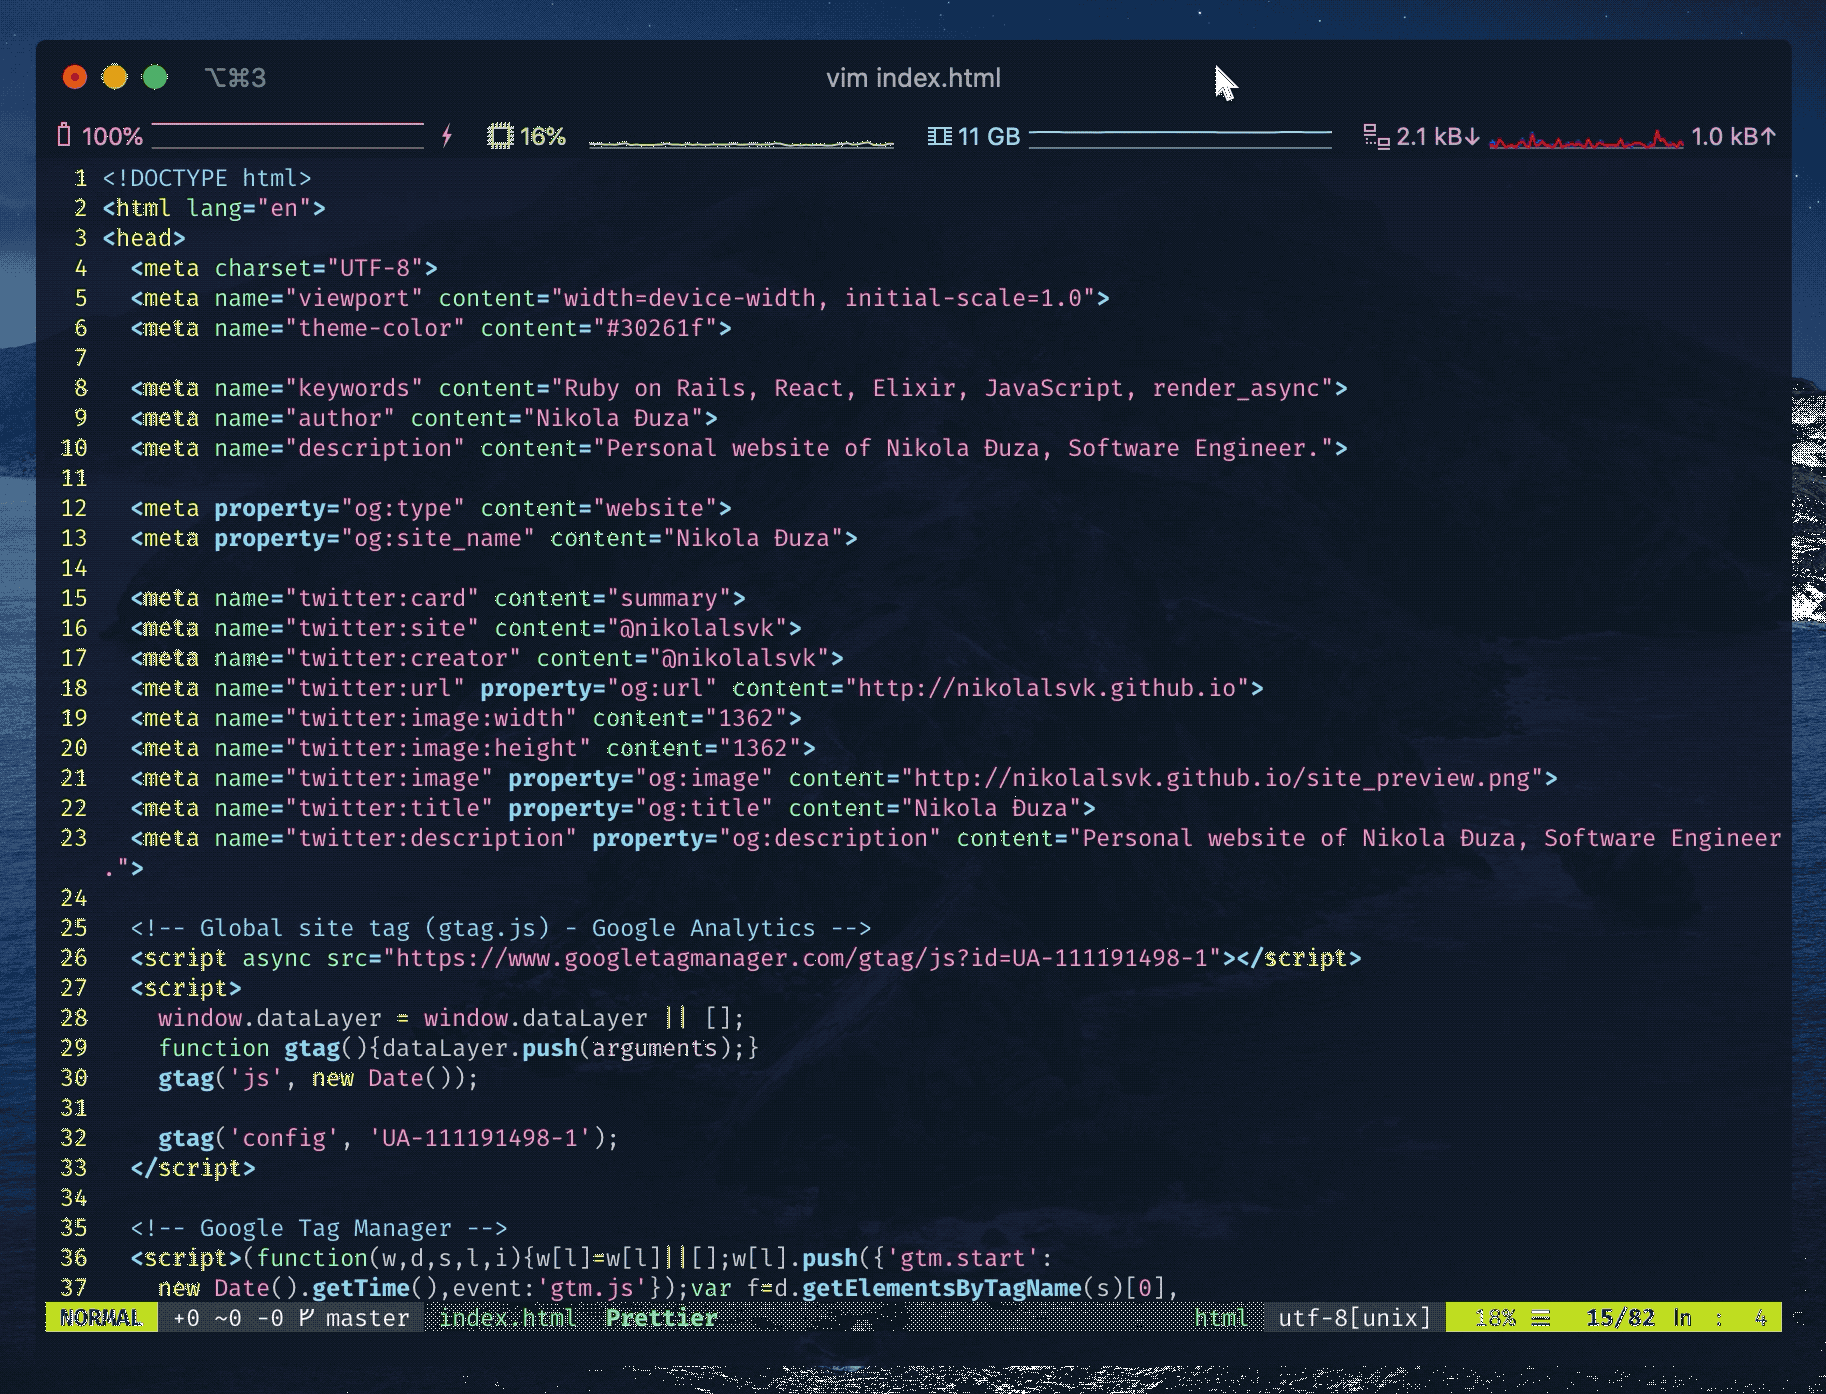 ⌥⌘3 vim index.html
100% 16% 11 GB 2.1 kB↓ 1.0 kB↑
1 <!DOCTYPE html>
2 <html lang="en">
3 <head>
4   <meta charset="UTF-8">
5   <meta name="viewport" content="width=device-width, initial-scale=1.0">
6   <meta name="theme-color" content="#30261f">
7
8   <meta name="keywords" content="Ruby on Rails, React, Elixir, JavaScript, render_async">
9   <meta name="author" content="Nikola Đuza">
10   <meta name="description" content="Personal website of Nikola Đuza, Software Engineer.">
11
12   <meta property="og:type" content="website">
13   <meta property="og:site_name" content="Nikola Đuza">
14
15   <meta name="twitter:card" content="summary">
16   <meta name="twitter:site" content="@nikolalsvk">
17   <meta name="twitter:creator" content="@nikolalsvk">
18   <meta name="twitter:url" property="og:url" content="http://nikolalsvk.github.io">
19   <meta name="twitter:image:width" content="1362">
20   <meta name="twitter:image:height" content="1362">
21   <meta name="twitter:image" property="og:image" content="http://nikolalsvk.github.io/site_preview.png">
22   <meta name="twitter:title" property="og:title" content="Nikola Đuza">
23   <meta name="twitter:description" property="og:description" content="Personal website of Nikola Đuza, Software Engineer
.">
24
25   <!-- Global site tag (gtag.js) - Google Analytics -->
26   <script async src="https://www.googletagmanager.com/gtag/js?id=UA-111191498-1"></script>
27   <script>
28     window.dataLayer = window.dataLayer || [];
29     function gtag(){dataLayer.push(arguments);}
30     gtag('js', new Date());
31
32     gtag('config', 'UA-111191498-1');
33   </script>
34
35   <!-- Google Tag Manager -->
36   <script>(function(w,d,s,l,i){w[l]=w[l]||[];w[l].push({'gtm.start':
37     new Date().getTime(),event:'gtm.js'});var f=d.getElementsByTagName(s)[0],
NORMAL +0 ~0 -0 master index.html Prettier html utf-8[unix] 18% ☰ 15/82 ln : 4